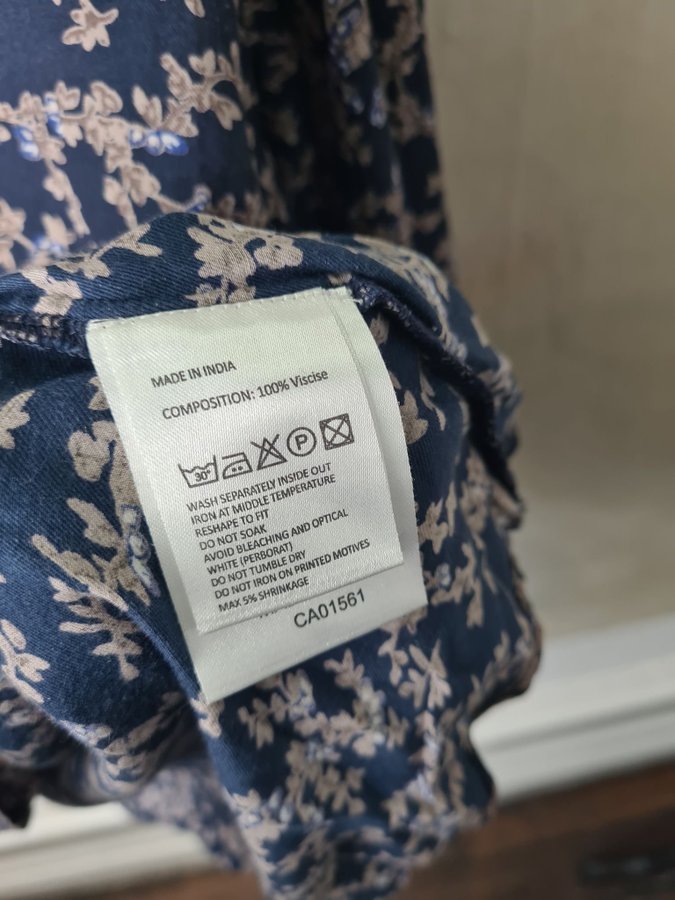 MADE IN INDIA
COMPOSITION: 100% Viscise
30°
P
WASH SEPARATELY INSIDE OUT
IRON AT MIDDLE TEMPERATURE
RESHAPE TO FIT
DO NOT SOAK
AVOID BLEACHING AND OPTICAL
WHITE (PERBORAT)
DO NOT TUMBLE DRY
DO NOT IRON ON PRINTED MOTIVES
MAX 5% SHRINKAGE
CA01561